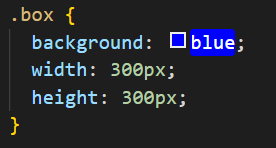 .box {
  background: blue;
  width: 300px;
  height: 300px;
}